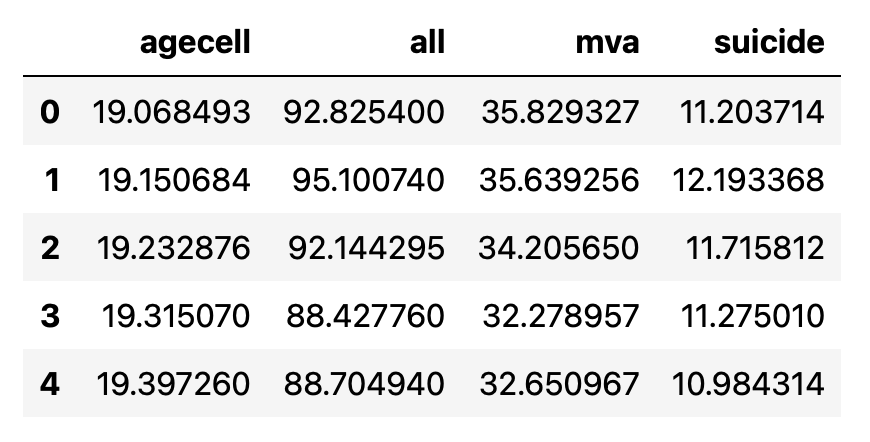 agecell all mva suicide
0 19.068493 92.825400 35.829327 11.203714
1 19.150684 95.100740 35.639256 12.193368
2 19.232876 92.144295 34.205650 11.715812
3 19.315070 88.427760 32.278957 11.275010
4 19.397260 88.704940 32.650967 10.984314